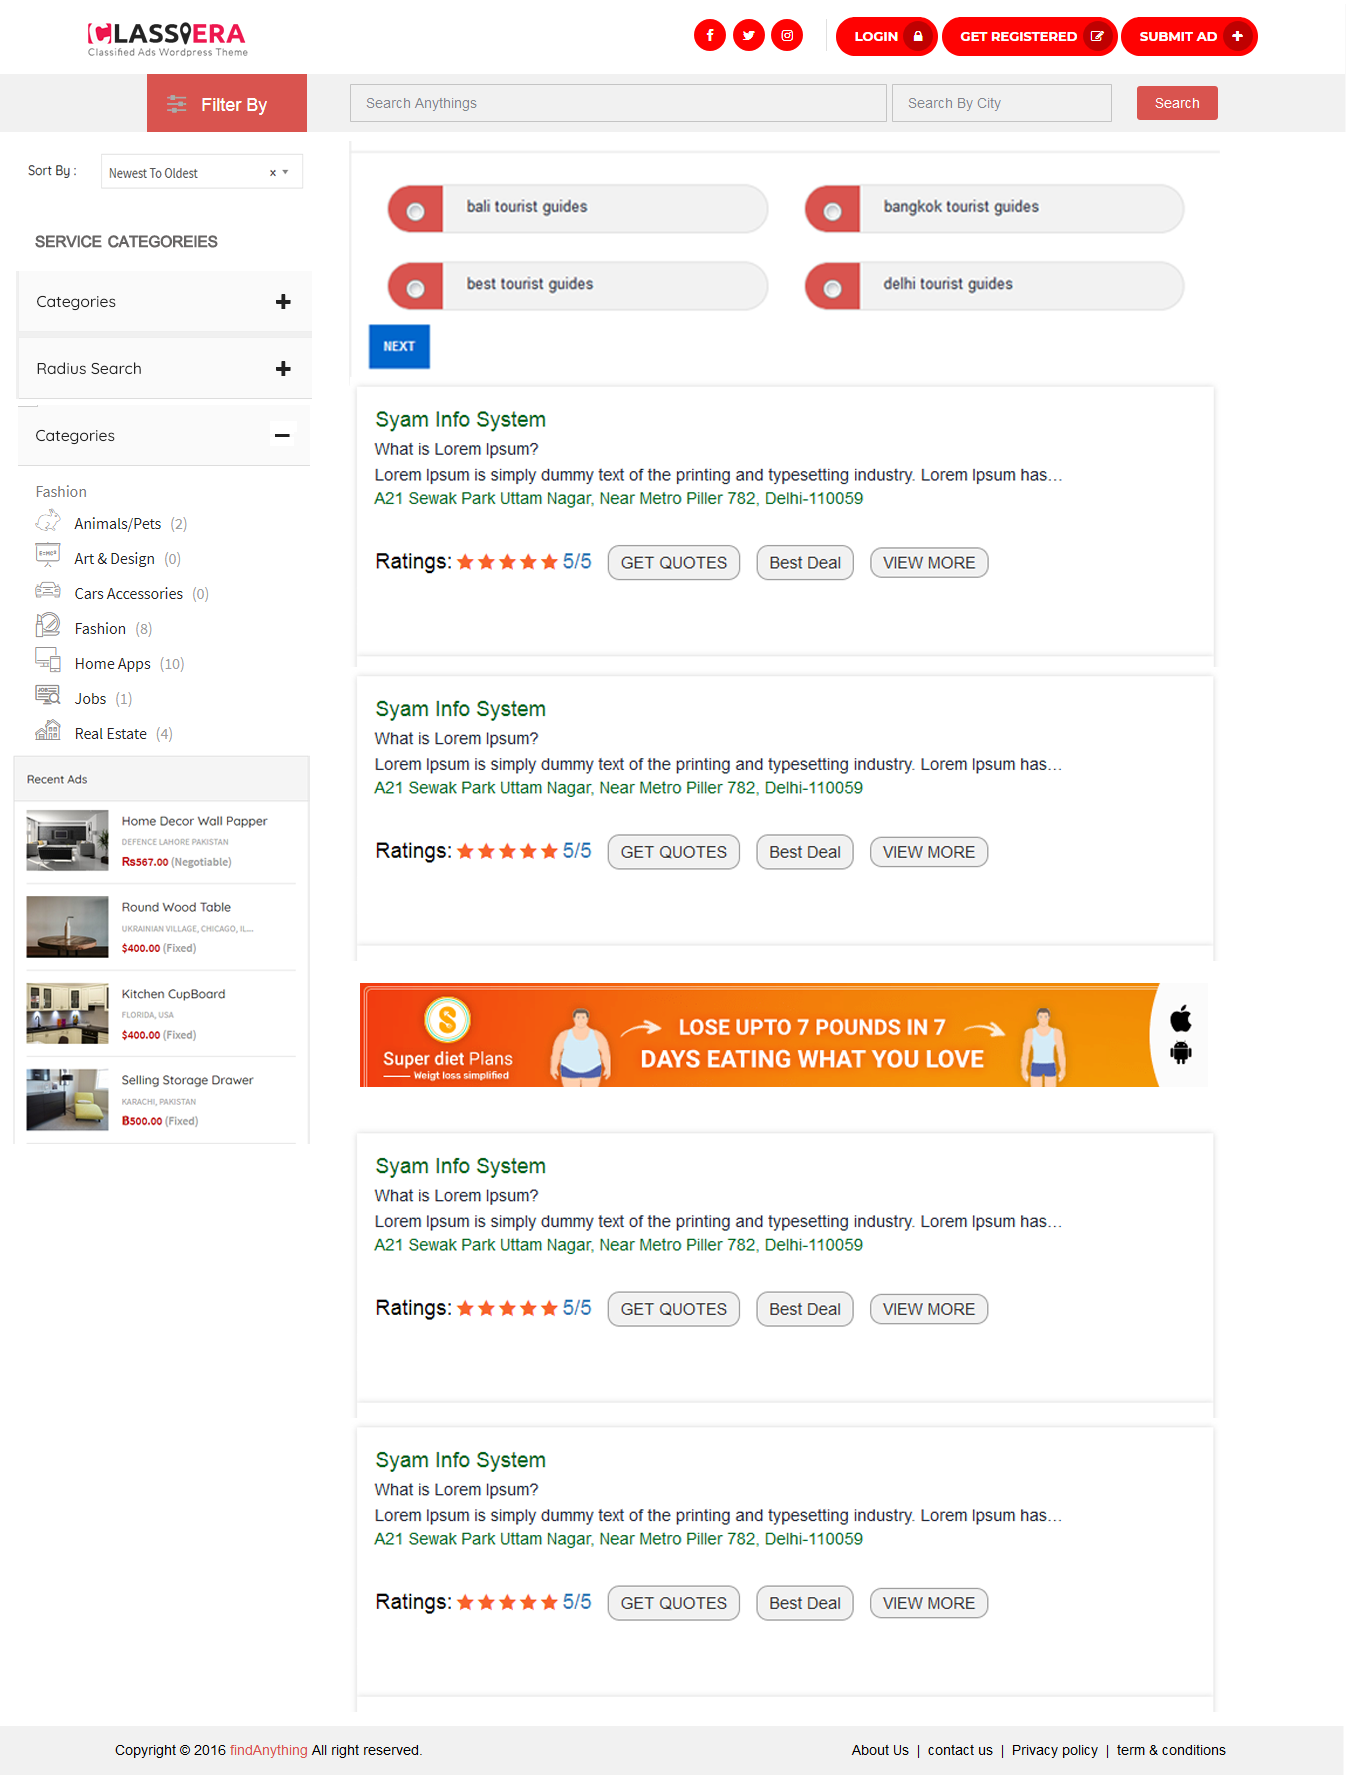 CLASSIERA
Classified Ads Wordpress Theme
LOGIN
GET REGISTERED
SUBMIT AD
Filter By
Search Anythings
Search By City
Search
Sort By :
Newest To Oldest
×
SERVICE CATEGOREIES
Categories
Radius Search
Categories
Fashion
Animals/Pets (2)
Art & Design (0)
Cars Accessories (0)
Fashion (8)
Home Apps (10)
Jobs (1)
Real Estate (4)
Recent Ads
Home Decor Wall Papper
DEFENCE LAHORE PAKISTAN
Rs567.00 (Negotiable)
Round Wood Table
UKRAINIAN VILLAGE, CHICAGO, IL...
$400.00 (Fixed)
Kitchen CupBoard
FLORIDA, USA
$400.00 (Fixed)
Selling Storage Drawer
KARACHI, PAKISTAN
฿500.00 (Fixed)
bali tourist guides
bangkok tourist guides
best tourist guides
delhi tourist guides
NEXT
Syam Info System
What is Lorem Ipsum?
Lorem Ipsum is simply dummy text of the printing and typesetting industry. Lorem Ipsum has...
A21 Sewak Park Uttam Nagar, Near Metro Piller 782, Delhi-110059
Ratings: 5/5 GET QUOTES Best Deal VIEW MORE
Syam Info System
What is Lorem Ipsum?
Lorem Ipsum is simply dummy text of the printing and typesetting industry. Lorem Ipsum has...
A21 Sewak Park Uttam Nagar, Near Metro Piller 782, Delhi-110059
Ratings: 5/5 GET QUOTES Best Deal VIEW MORE
S
Super diet Plans
Weigt loss simplified
LOSE UPTO 7 POUNDS IN 7
DAYS EATING WHAT YOU LOVE
Syam Info System
What is Lorem Ipsum?
Lorem Ipsum is simply dummy text of the printing and typesetting industry. Lorem Ipsum has...
A21 Sewak Park Uttam Nagar, Near Metro Piller 782, Delhi-110059
Ratings: 5/5 GET QUOTES Best Deal VIEW MORE
Syam Info System
What is Lorem Ipsum?
Lorem Ipsum is simply dummy text of the printing and typesetting industry. Lorem Ipsum has...
A21 Sewak Park Uttam Nagar, Near Metro Piller 782, Delhi-110059
Ratings: 5/5 GET QUOTES Best Deal VIEW MORE
Copyright © 2016 findAnything All right reserved.
About Us | contact us | Privacy policy | term & conditions